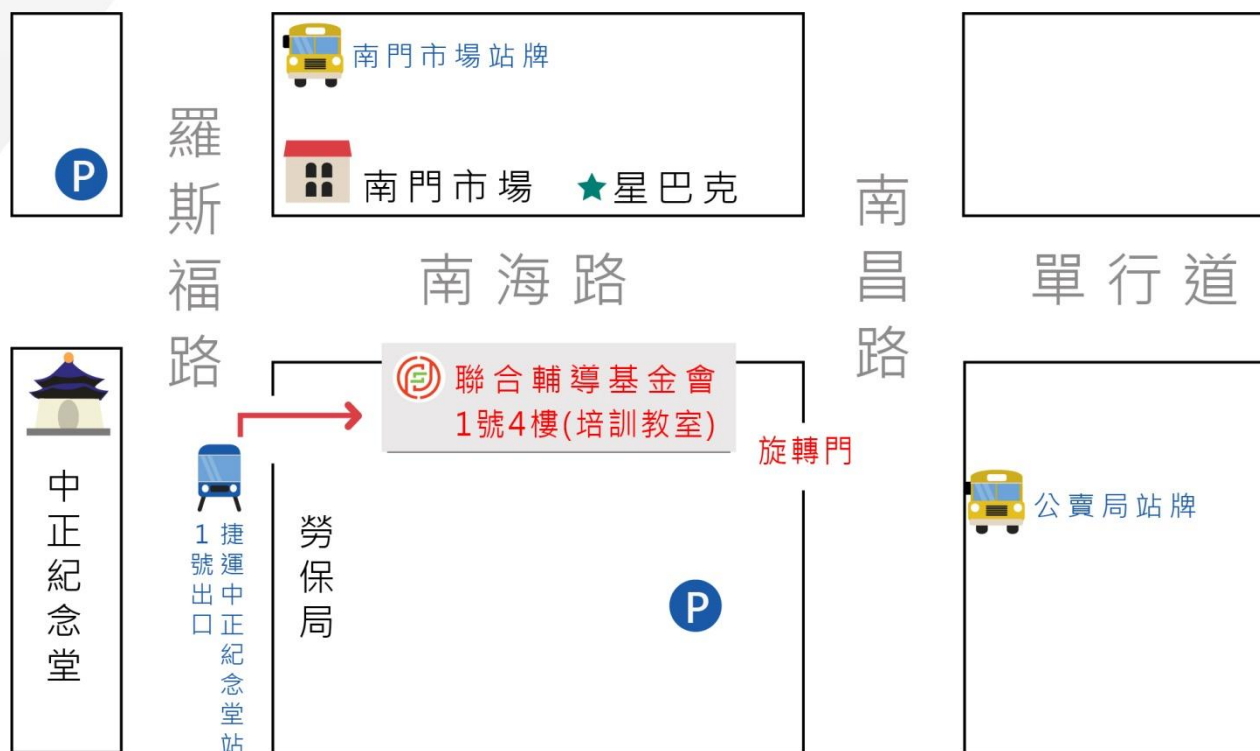 南門市場站牌
P
羅斯福路
南門市場 ★星巴克
南昌路
南海路
單行道
聯合輔導基金會
1號4樓(培訓教室)
旋转門
中正紀念堂
捷運中正紀念堂站
1號出口
勞保局
P
公賣局站牌